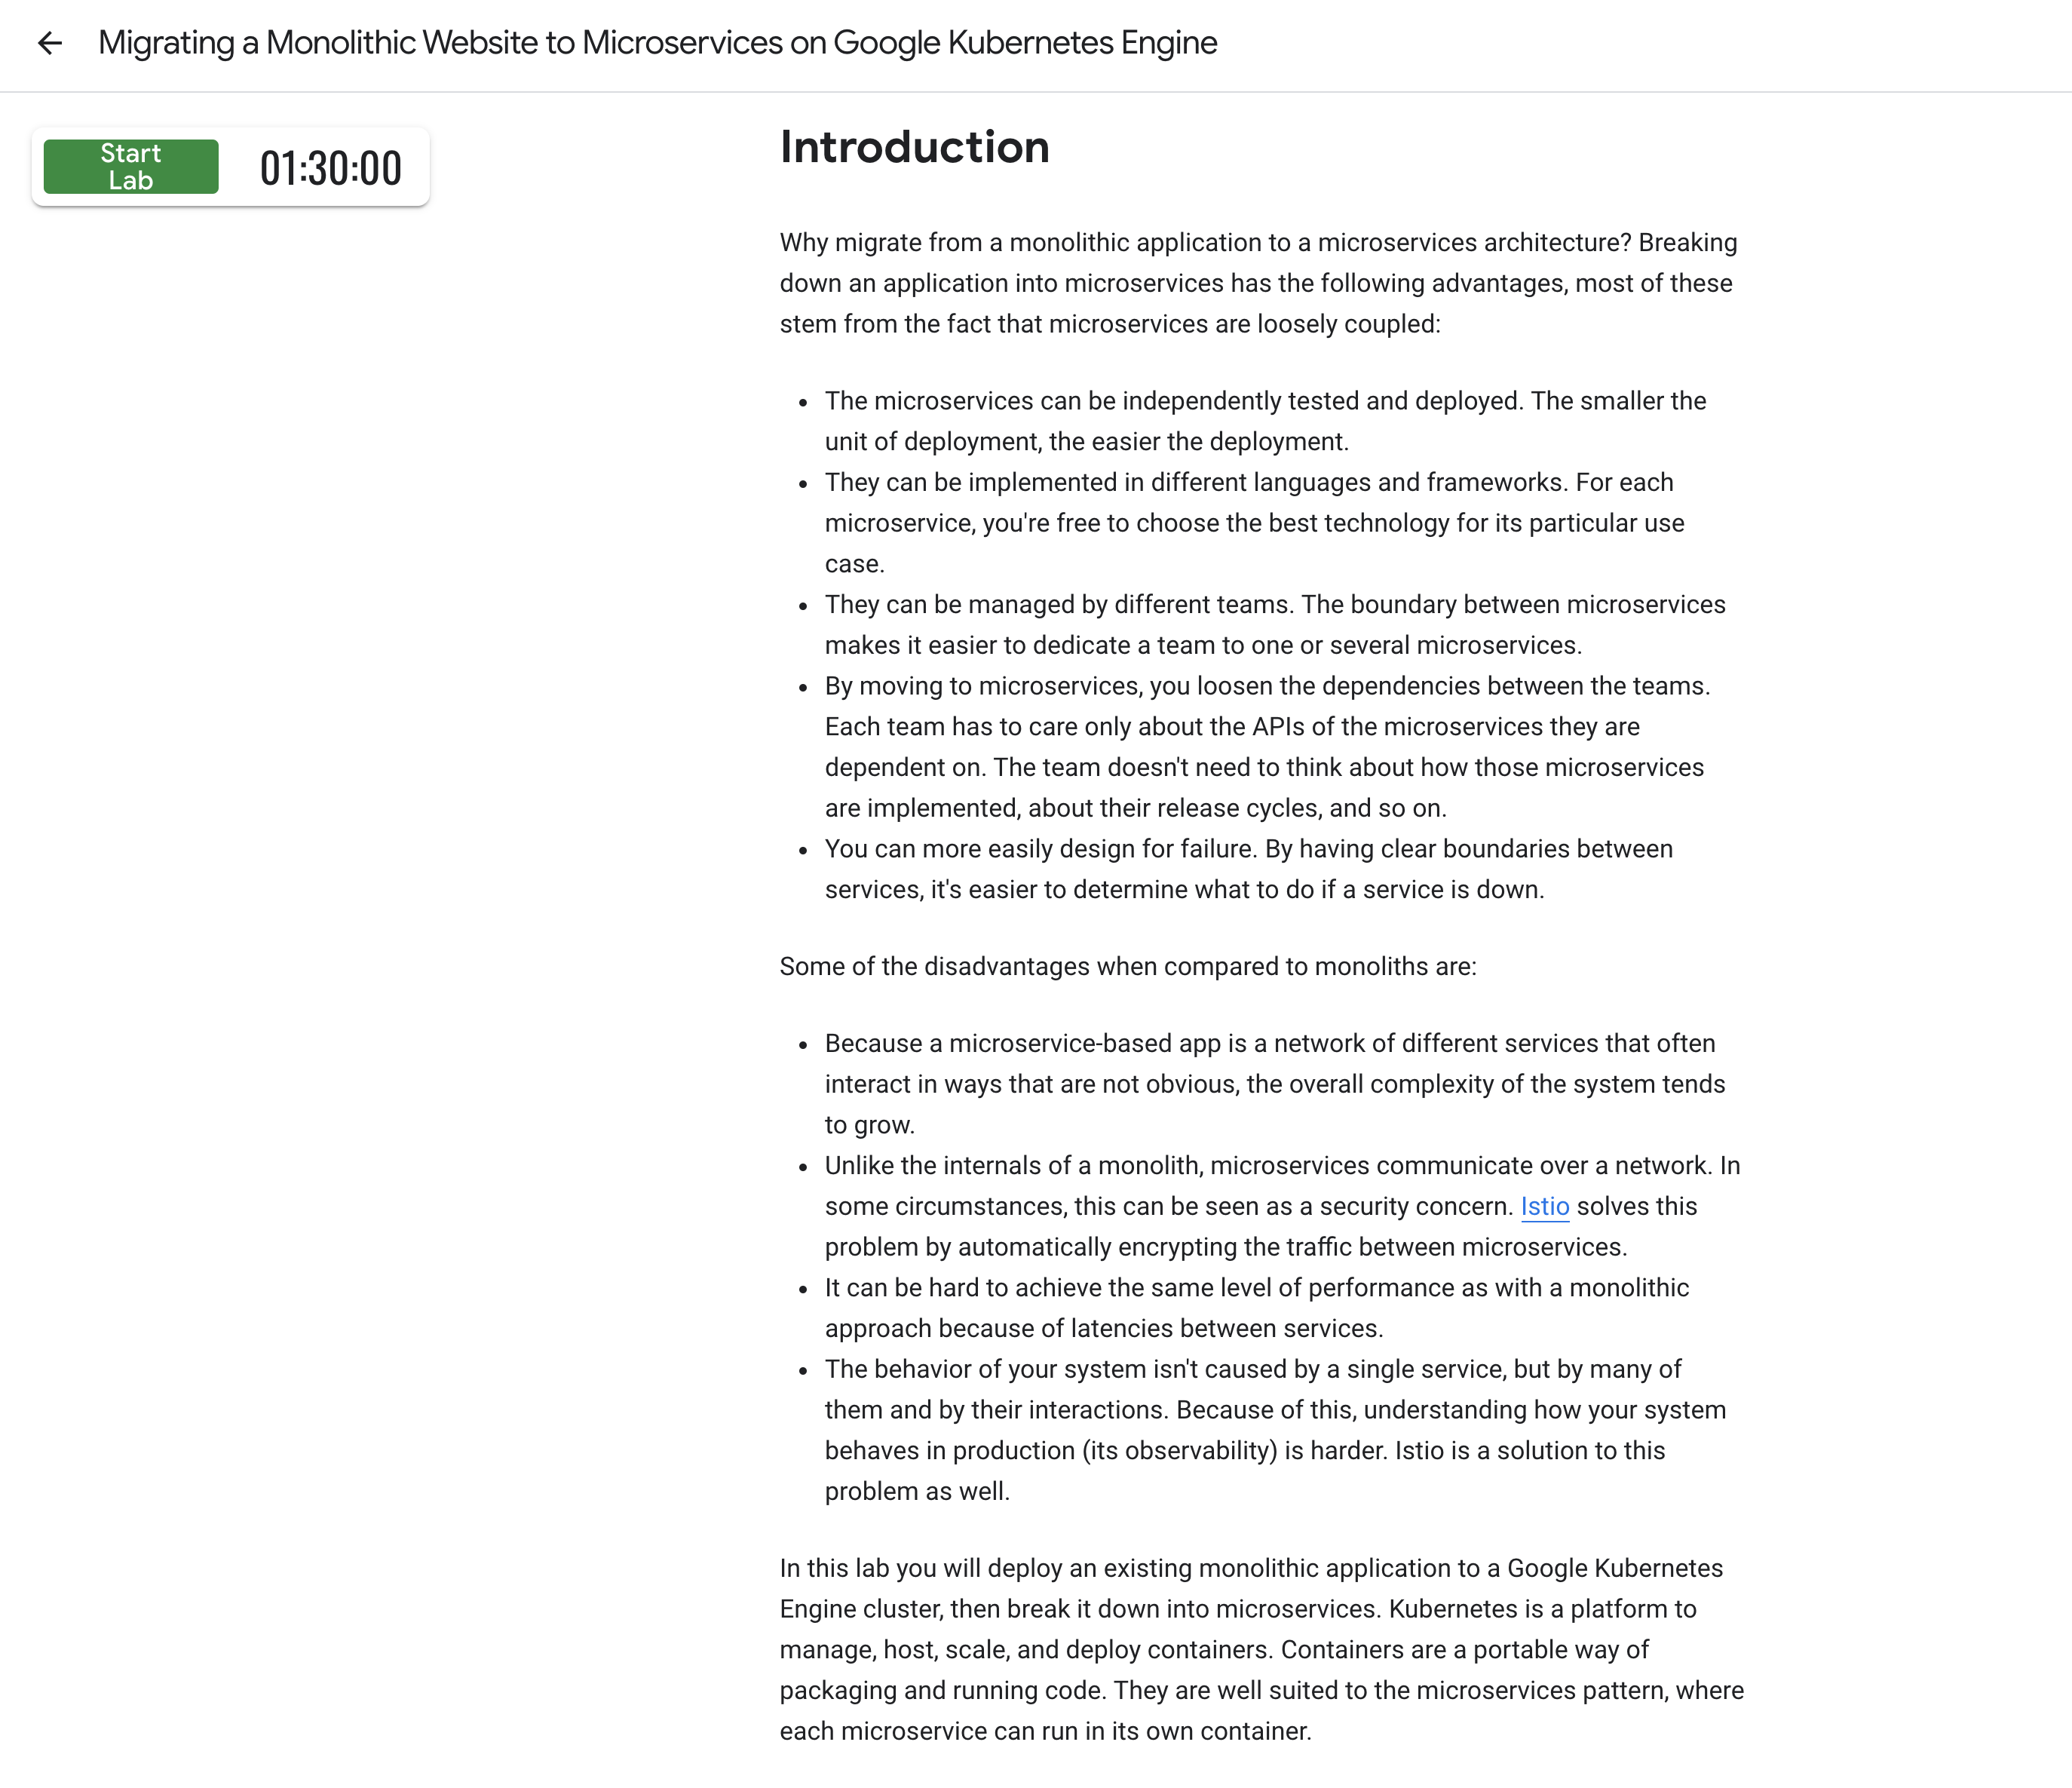 Migrating a Monolithic Website to Microservices on Google Kubernetes Engine
Start
Lab
01:30:00
Introduction
Why migrate from a monolithic application to a microservices architecture? Breaking
down an application into microservices has the following advantages, most of these
stem from the fact that microservices are loosely coupled:
• The microservices can be independently tested and deployed. The smaller the
unit of deployment, the easier the deployment.
• They can be implemented in different languages and frameworks. For each
microservice, you're free to choose the best technology for its particular use
case.
• They can be managed by different teams. The boundary between microservices
makes it easier to dedicate a team to one or several microservices.
• By moving to microservices, you loosen the dependencies between the teams.
Each team has to care only about the APIs of the microservices they are
dependent on. The team doesn't need to think about how those microservices
are implemented, about their release cycles, and so on.
• You can more easily design for failure. By having clear boundaries between
services, it's easier to determine what to do if a service is down.
Some of the disadvantages when compared to monoliths are:
• Because a microservice-based app is a network of different services that often
interact in ways that are not obvious, the overall complexity of the system tends
to grow.
• Unlike the internals of a monolith, microservices communicate over a network. In
some circumstances, this can be seen as a security concern. Istio solves this
problem by automatically encrypting the traffic between microservices.
• It can be hard to achieve the same level of performance as with a monolithic
approach because of latencies between services.
• The behavior of your system isn't caused by a single service, but by many of
them and by their interactions. Because of this, understanding how your system
behaves in production (its observability) is harder. Istio is a solution to this
problem as well.
In this lab you will deploy an existing monolithic application to a Google Kubernetes
Engine cluster, then break it down into microservices. Kubernetes is a platform to
manage, host, scale, and deploy containers. Containers are a portable way of
packaging and running code. They are well suited to the microservices pattern, where
each microservice can run in its own container.